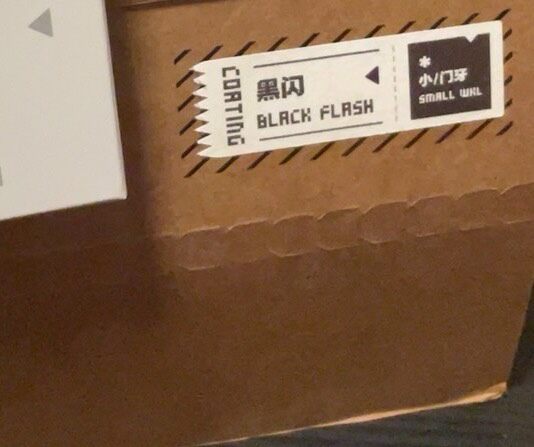 COATING
黑闪
BLACK FLASH
*
小/门牙
SMALL WKL